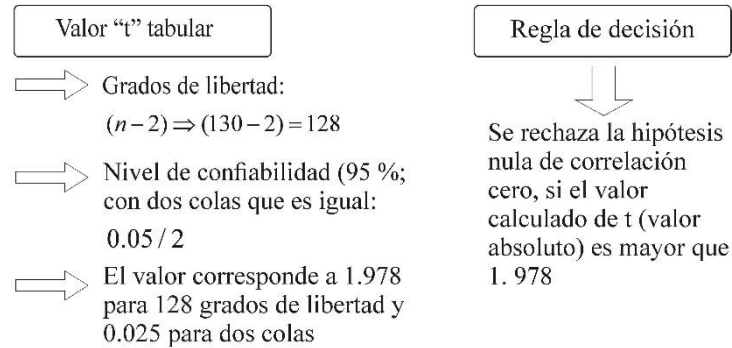 Valor “t” tabular
Grados de libertad:
(n−2)⇒(130−2)=128
Nivel de confiabilidad (95 %;
con dos colas que es igual:
0.05 / 2
El valor corresponde a 1.978
para 128 grados de libertad y
0.025 para dos colas
Regla de decisión
Se rechaza la hipótesis
nula de correlación
cero, si el valor
calculado de t (valor
absoluto) es mayor que
1. 978